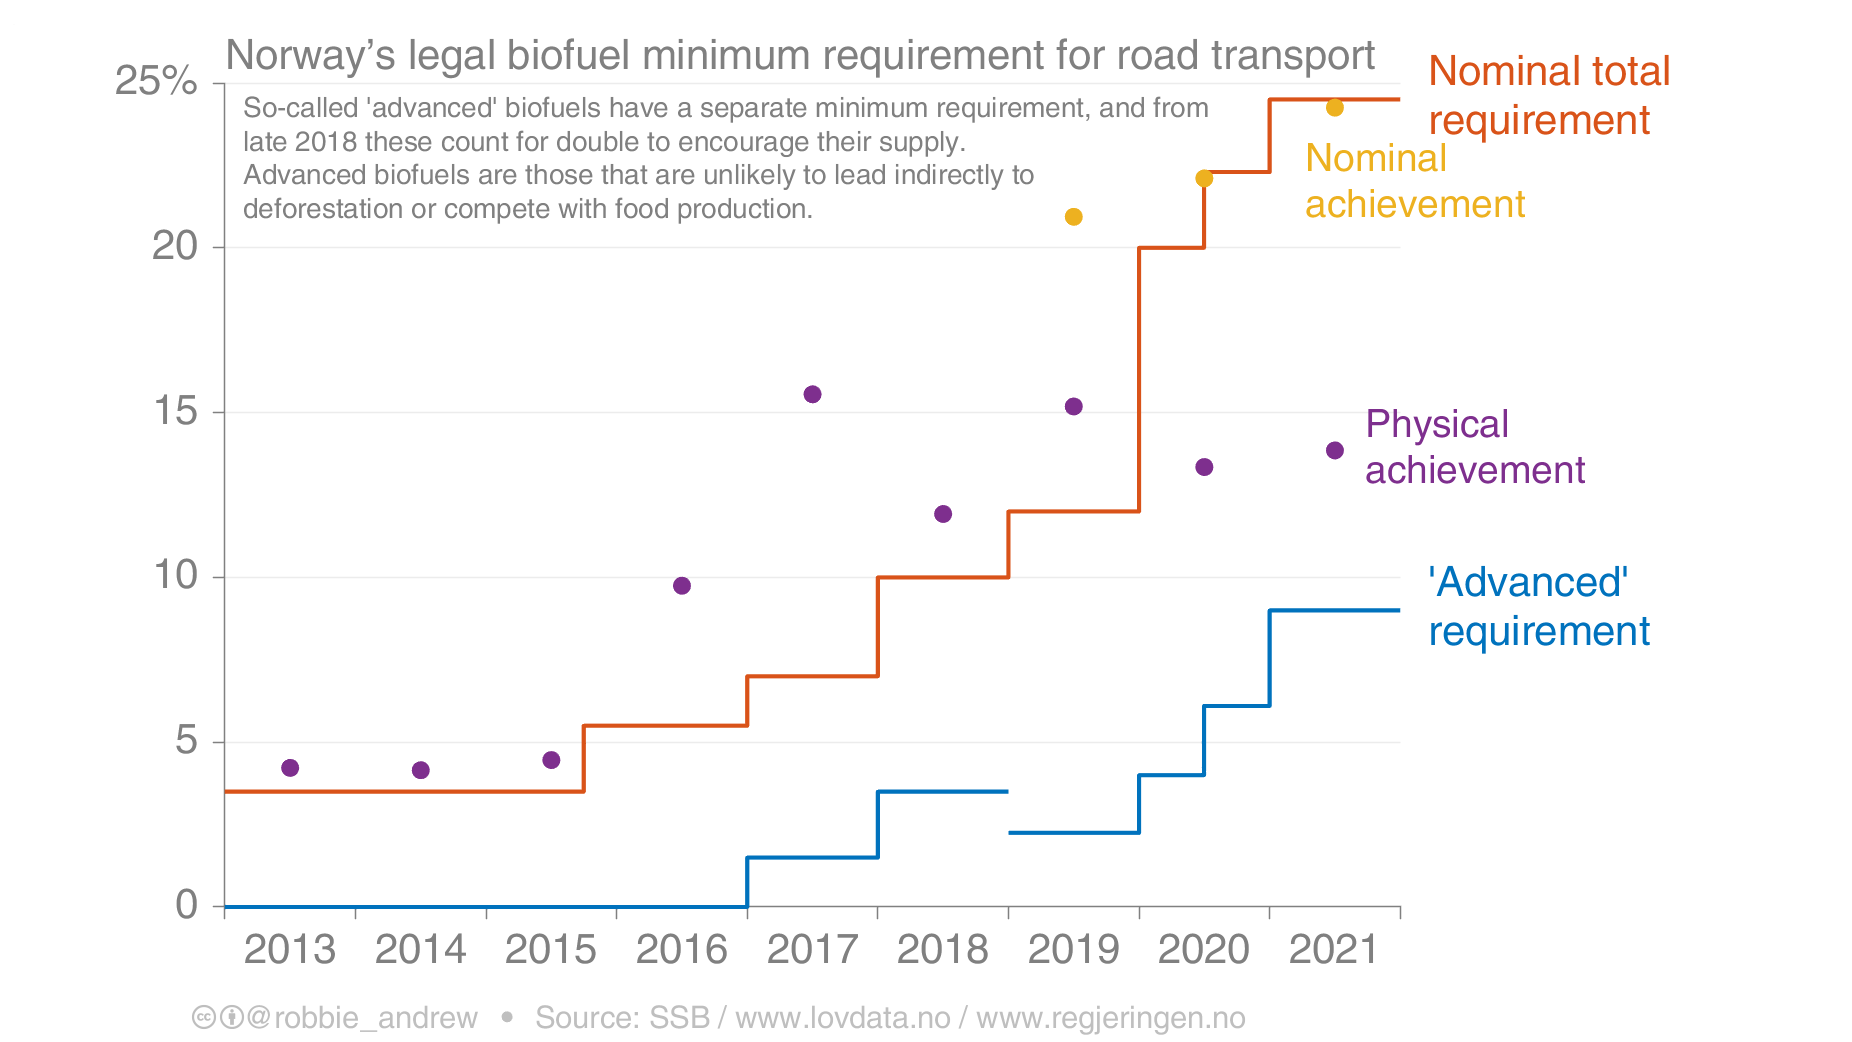 Norway’s legal biofuel minimum requirement for road transport
25%
So-called 'advanced' biofuels have a separate minimum requirement, and from
late 2018 these count for double to encourage their supply.
Advanced biofuels are those that are unlikely to lead indirectly to
deforestation or compete with food production.
Nominal total
requirement
Nominal
achievement
20
15
Physical
achievement
10
'Advanced'
requirement
5
0
2013 2014 2015 2016 2017 2018 2019 2020 2021
@robbie_andrew • Source: SSB / www.lovdata.no / www.regjeringen.no